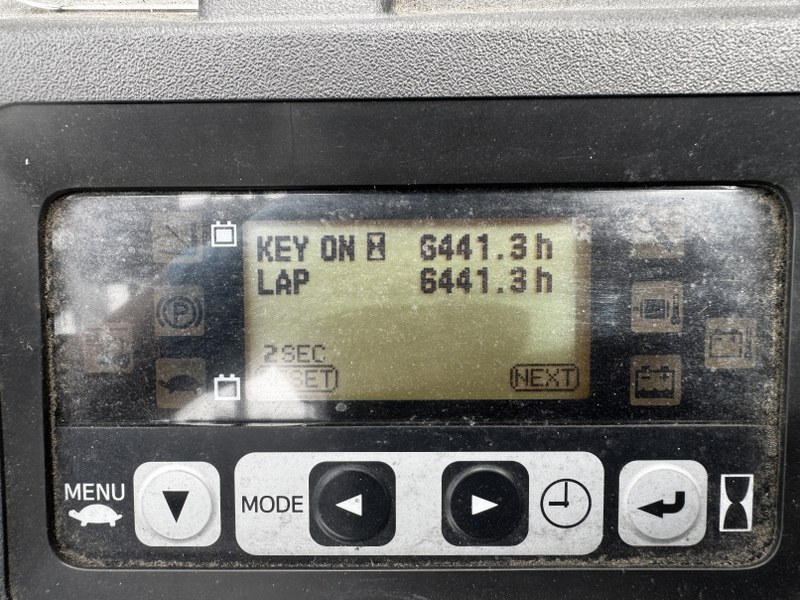 KEY ON 6441.3h
LAP 6441.3h
2SEC
RESET NEXT
MENU
MODE